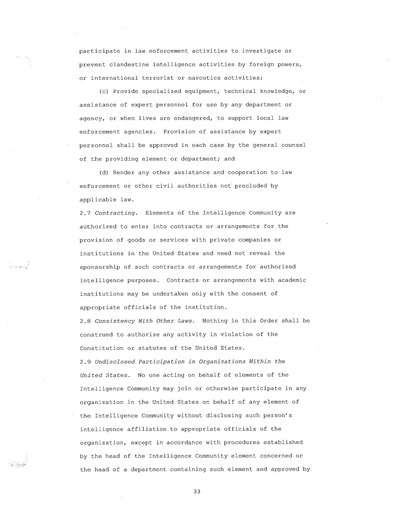 participate in law enforcement activities to investigate or
prevent clandestine intelligence activities by foreign powers,
or international terrorist or narcotics activities;
(c) Provide specialized equipment, technical knowledge, or
assistance of expert personnel for use by any department or
agency, or when lives are endangered, to support local law
enforcement agencies. Provision of assistance by expert
personnel shall be approved in each case by the general counsel
of the providing element or department; and
(d) Render any other assistance and cooperation to law
enforcement or other civil authorities not precluded by
applicable law.
2.7 Contracting. Elements of the Intelligence Community are
authorized to enter into contracts or arrangements for the
provision of goods or services with private companies or
institutions in the United States and need not reveal the
sponsorship of such contracts or arrangements for authorized
intelligence purposes. Contracts or arrangements with academic
institutions may be undertaken only with the consent of
appropriate officials of the institution.
2.8 Consistency With Other Laws. Nothing in this Order shall be
construed to authorize any activity in violation of the
Constitution or statutes of the United States.
2.9 Undisclosed Participation in Organizations Within the
United States. No one acting on behalf of elements of the
Intelligence Community may join or otherwise participate in any
organization in the United States on behalf of any element of
the Intelligence Community without disclosing such person's
intelligence affiliation to appropriate officials of the
organization, except in accordance with procedures established
by the head of the Intelligence Community element concerned or
the head of a department containing such element and approved by
33